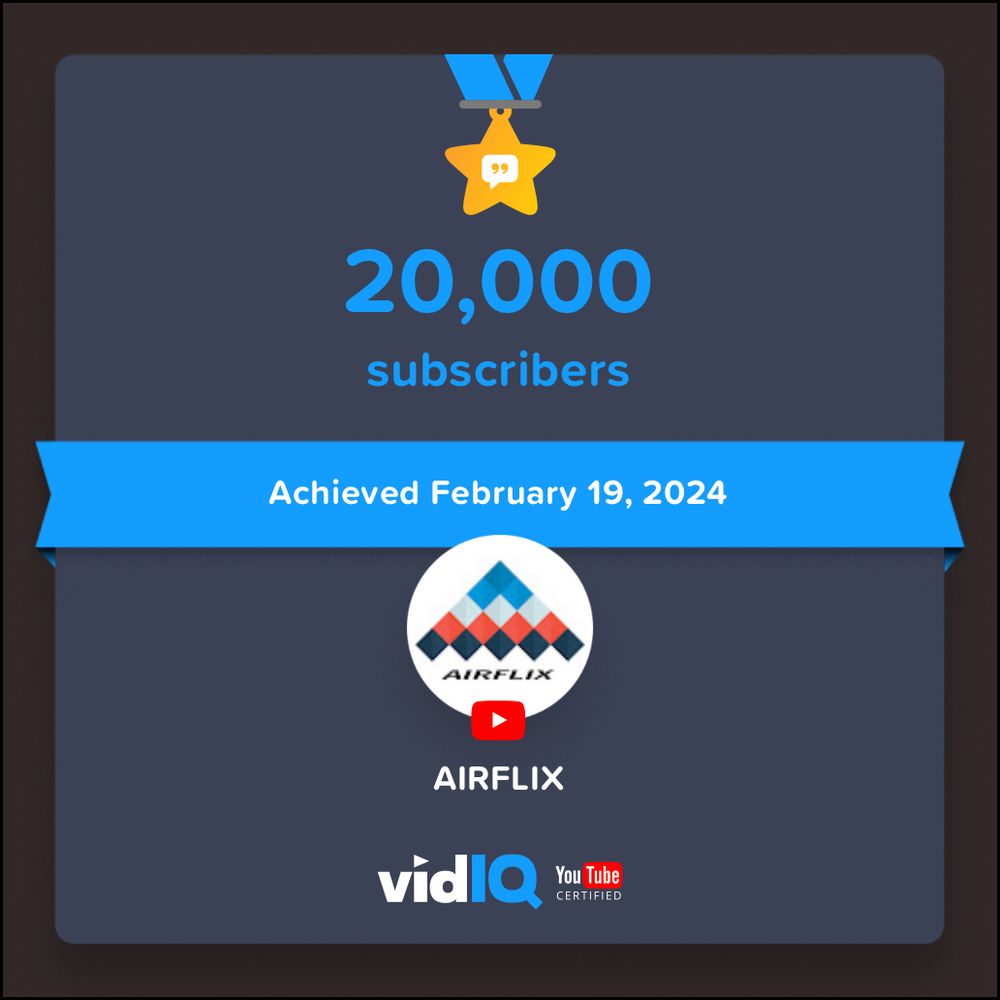 20,000
subscribers
Achieved February 19, 2024
AIRFLIX
AIRFLIX
vidIQ YouTube
CERTIFIED